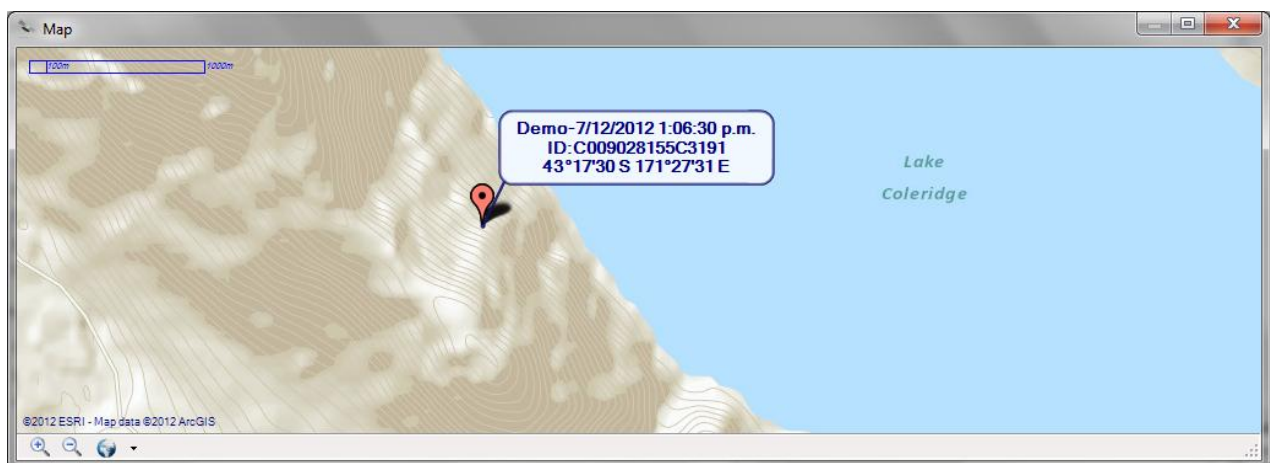 Map
100m 1000m
Demo-7/12/2012 1:06:30 p.m.
ID:C009028155C3191
43°17'30 S 171°27'31 E
Lake
Coleridge
©2012 ESRI - Map data ©2012 ArcGIS